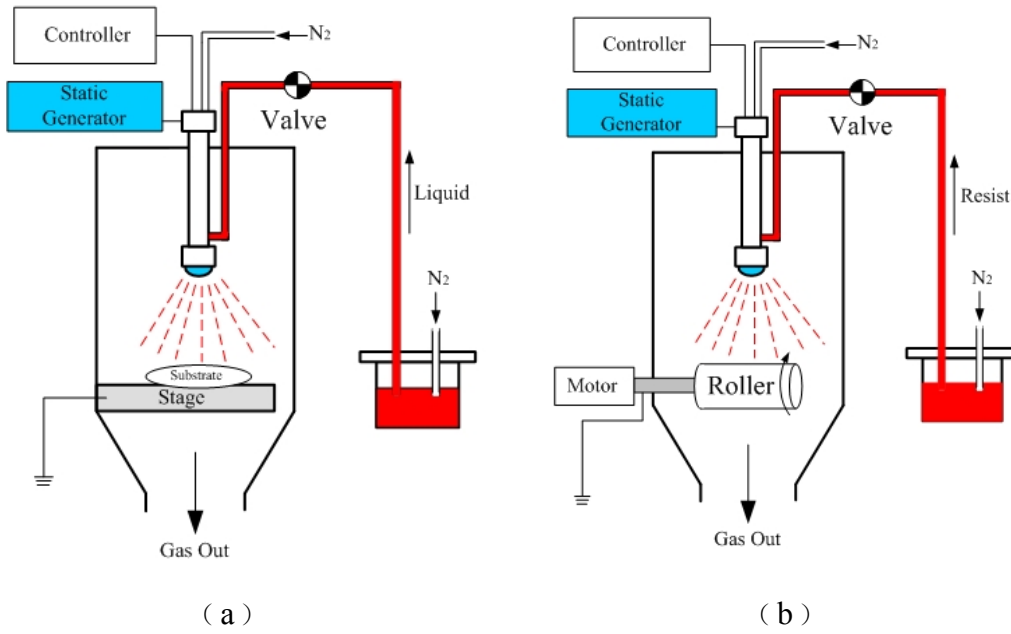 Controller
N2
Static
Generator
Valve
Liquid
N2
Substrate
Stage
Gas Out
(a)
Controller
N2
Static
Generator
Valve
Resist
N2
Motor
Roller
Gas Out
(b)